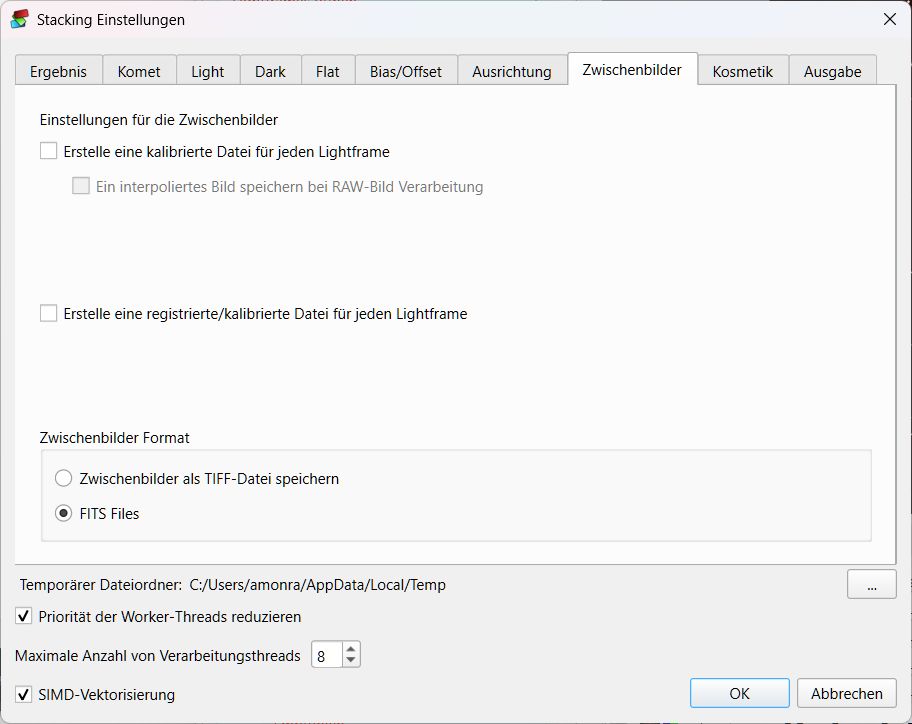 Stacking Einstellungen
Ergebnis Komet Light Dark Flat Bias/Offset Ausrichtung Zwischenbilder Kosmetik Ausgabe
Einstellungen für die Zwischenbilder
Erstelle eine kalibrierte Datei für jeden Lightframe
Ein interpoliertes Bild speichern bei RAW-Bild Verarbeitung
Erstelle eine registrierte/kalibrierte Datei für jeden Lightframe
Zwischenbilder Format
Zwischenbilder als TIFF-Datei speichern
FITS Files
Temporärer Dateiordner: C:/Users/amonra/AppData/Local/Temp ...
Priorität der Worker-Threads reduzieren
Maximale Anzahl von Verarbeitungsthreads 8
SIMD-Vektorisierung OK Abbrechen